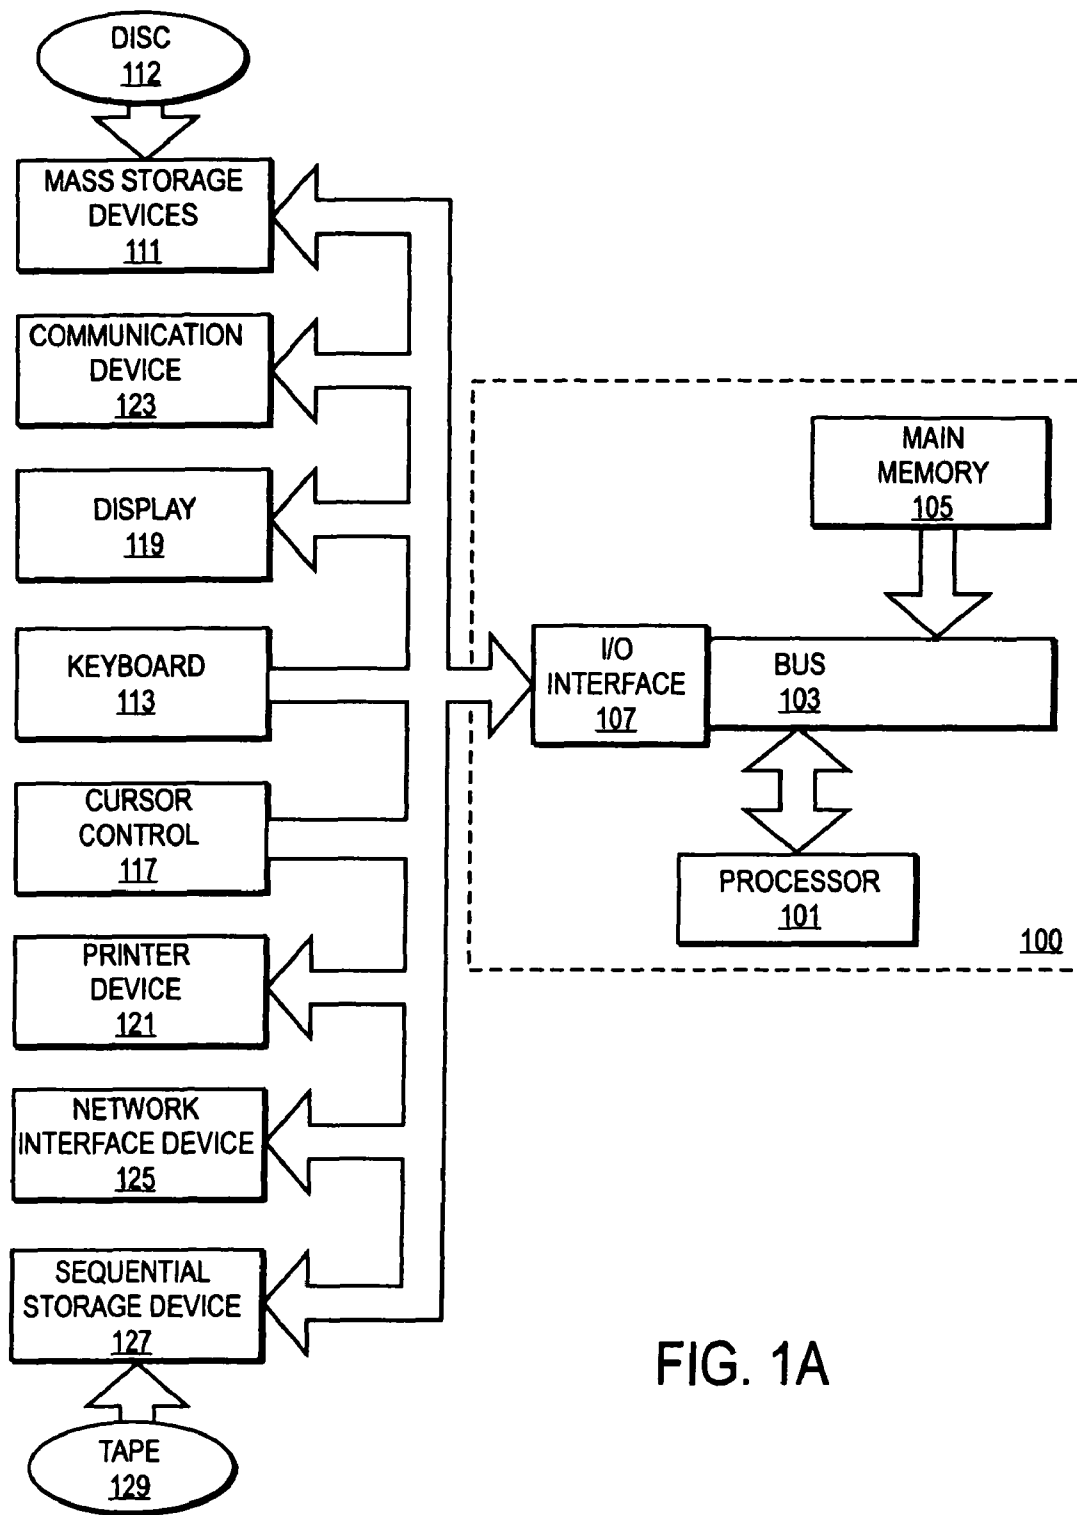 DISC
112
MASS STORAGE
DEVICES
111
COMMUNICATION
DEVICE
123
DISPLAY
119
KEYBOARD
113
CURSOR
CONTROL
117
PRINTER
DEVICE
121
NETWORK
INTERFACE DEVICE
125
SEQUENTIAL
STORAGE DEVICE
127
TAPE
129
MAIN
MEMORY
105
I/O
INTERFACE
107
BUS
103
PROCESSOR
101
100
FIG. 1A